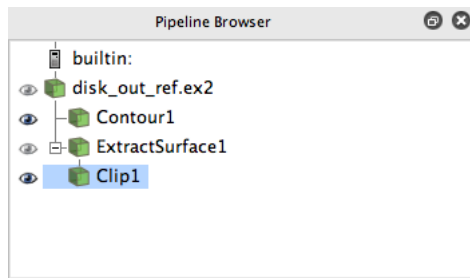 Pipeline Browser
builtin:
disk_out_ref.ex2
Contour1
ExtractSurface1
Clip1